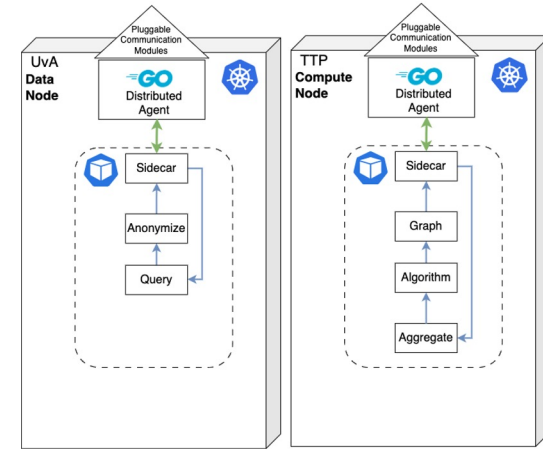 Pluggable
Communication
Modules
UvA
Data
Node
GO
Distributed
Agent
Sidecar
Anonymize
Query
Pluggable
Communication
Modules
TTP
Compute
Node
GO
Distributed
Agent
Sidecar
Graph
Algorithm
Aggregate